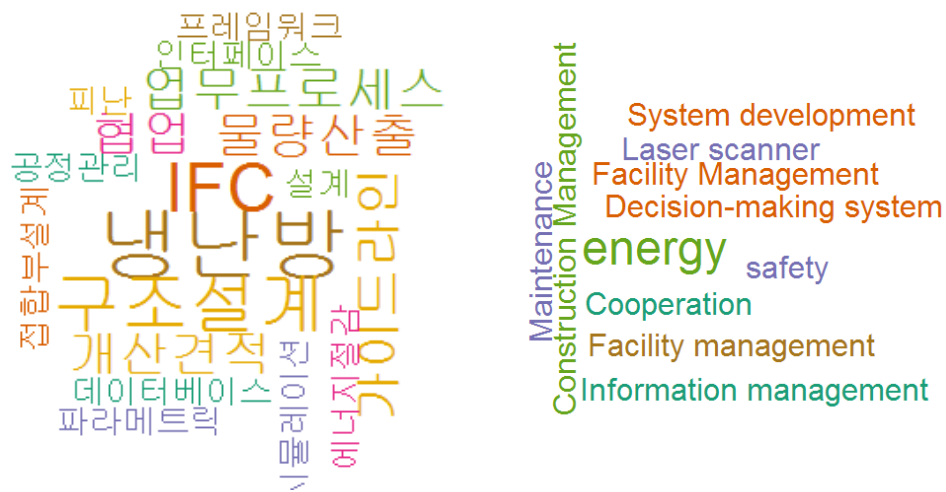 프레임워크
인터페이스
업무프로세스
피난
협업
물량산출
공정관리
IFC
설계
접합부설계
냉난방
가이드라인
구조설계
개산견적
데이터베이스
파라메트릭
시뮬레이션
에너지절감
Construction Management
Maintenance
System development
Laser scanner
Facility Management
Decision-making system
energy
safety
Cooperation
Facility management
Information management